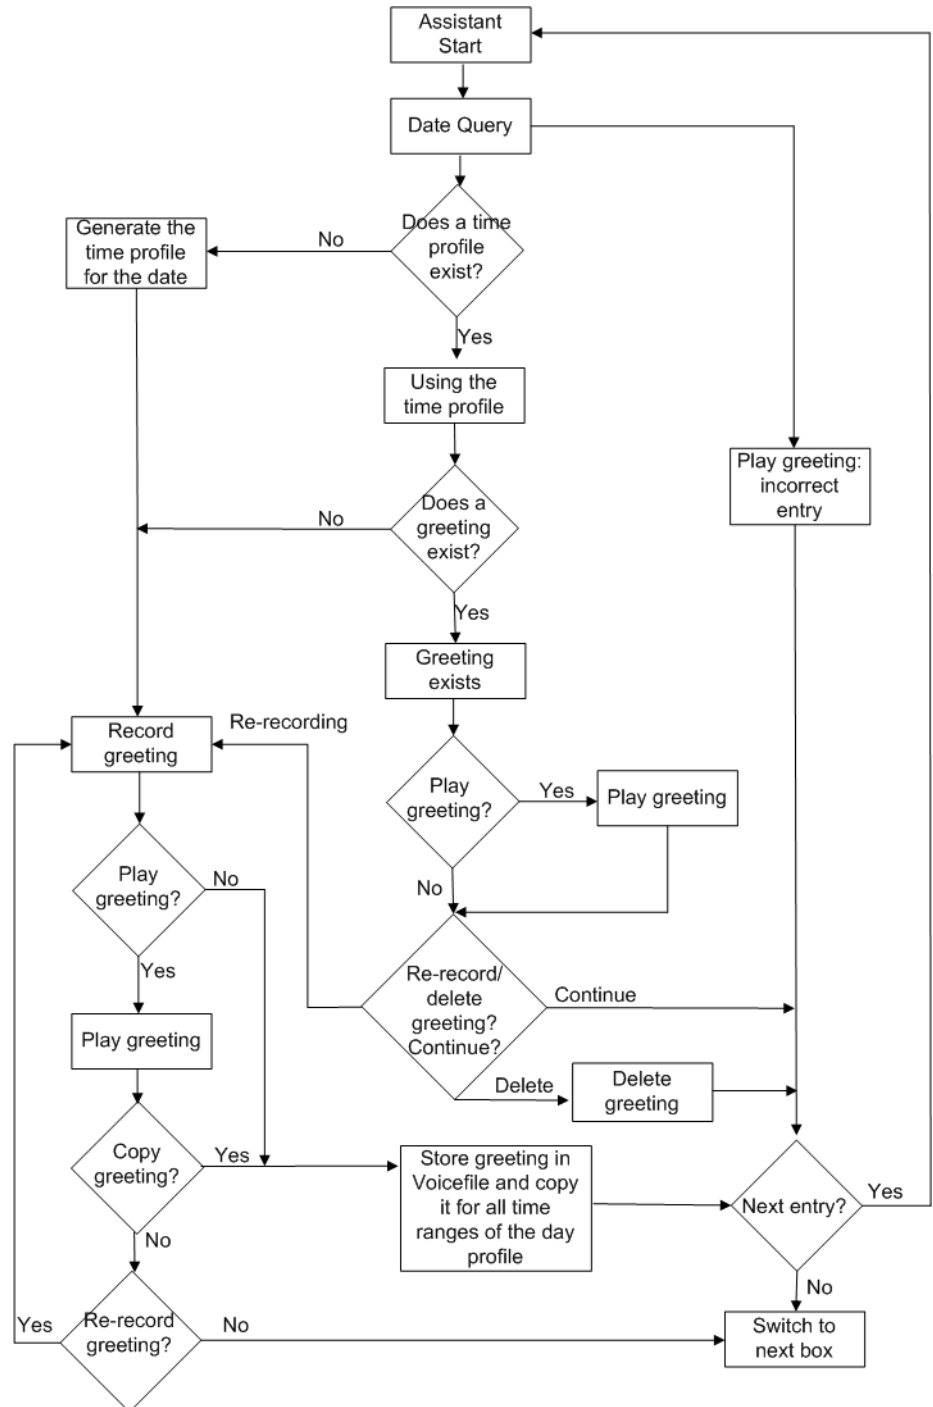 Assistant
Start
Date Query
Does a time
profile
exist?
No
Generate the
time profile
for the date
Yes
Using the
time profile
Does a
greeting
exist?
No
Play greeting:
incorrect
entry
Yes
Greeting
exists
Record
greeting
Re-recording
Play
greeting?
Yes
Play greeting
No
Play
greeting?
No
Yes
Re-record/
delete
greeting?
Continue?
Continue
Play greeting
Delete
Delete
greeting
Copy
greeting?
Yes
Store greeting in
Voicefile and copy
it for all time
ranges of the day
profile
Next entry?
Yes
No
No
Re-record
greeting?
Yes
No
Switch to
next box